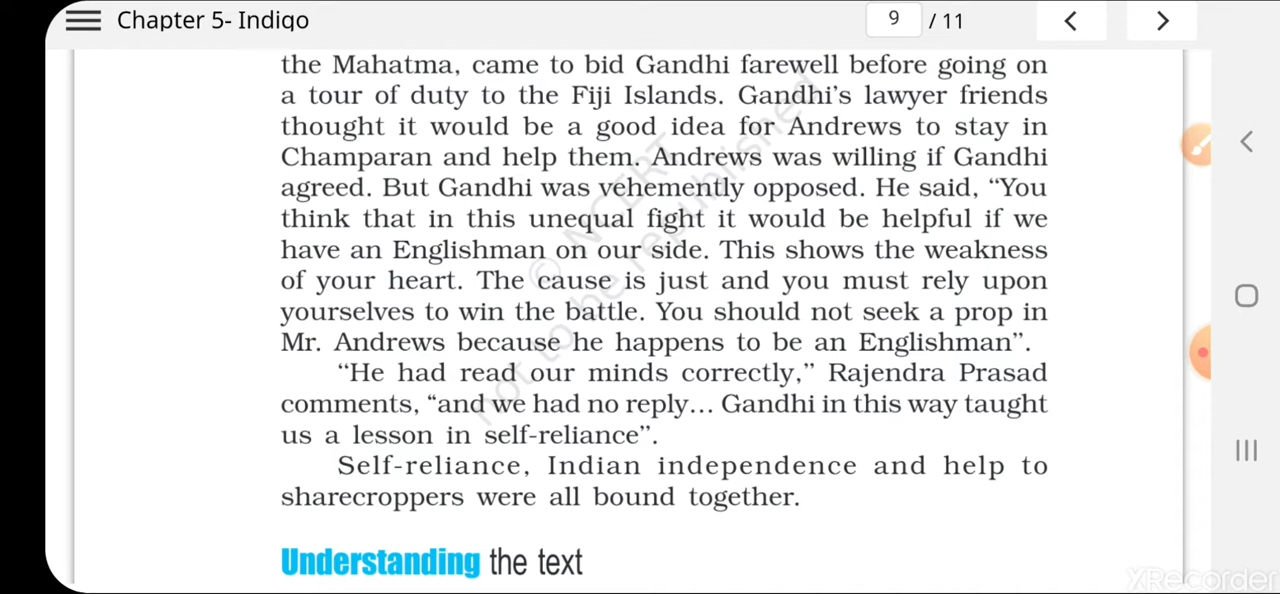 Chapter 5- Indigo
9 / 11
the Mahatma, came to bid Gandhi farewell before going on
a tour of duty to the Fiji Islands. Gandhi's lawyer friends
thought it would be a good idea for Andrews to stay in
Champaran and help them. Andrews was willing if Gandhi
agreed. But Gandhi was vehemently opposed. He said, “You
think that in this unequal fight it would be helpful if we
have an Englishman on our side. This shows the weakness
of your heart. The cause is just and you must rely upon
yourselves to win the battle. You should not seek a prop in
Mr. Andrews because he happens to be an Englishman”.
“He had read our minds correctly,” Rajendra Prasad
comments, “and we had no reply... Gandhi in this way taught
us a lesson in self-reliance”.
Self-reliance, Indian independence and help to
sharecroppers were all bound together.
Understanding the text
© NCERT
not to be republished
XRecorder